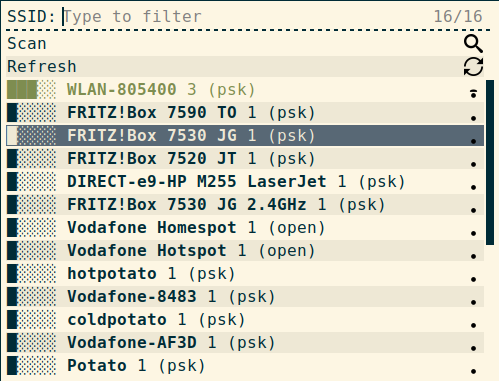 SSID: Type to filter 16/16
Scan
Refresh
WLAN-805400 3 (psk)
FRITZ!Box 7590 TO 1 (psk)
FRITZ!Box 7530 JG 1 (psk)
FRITZ!Box 7520 JT 1 (psk)
DIRECT-e9-HP M255 LaserJet 1 (psk)
FRITZ!Box 7530 JG 2.4GHz 1 (psk)
Vodafone Homespot 1 (open)
Vodafone Hotspot 1 (open)
hotpotato 1 (psk)
Vodafone-8483 1 (psk)
coldpotato 1 (psk)
Vodafone-AF3D 1 (psk)
Potato 1 (psk)